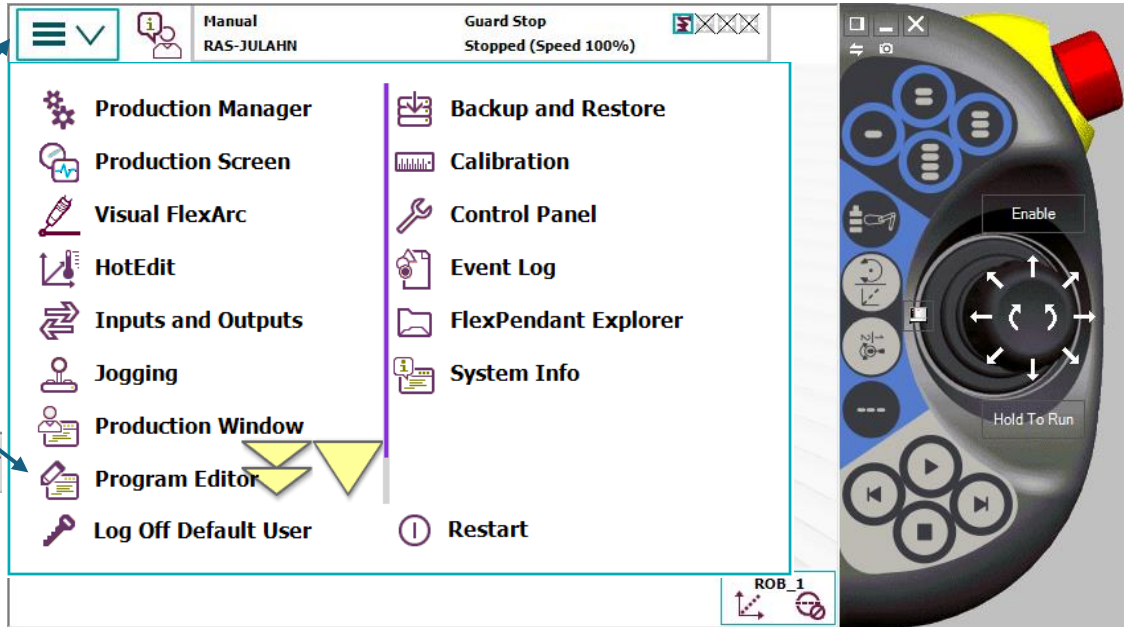 Manual
RAS-JULAHN
Guard Stop
Stopped (Speed 100%)
Production Manager
Production Screen
Visual FlexArc
HotEdit
Inputs and Outputs
Jogging
Production Window
Program Editor
Log Off Default User
Backup and Restore
Calibration
Control Panel
Event Log
FlexPendant Explorer
System Info
Restart
ROB_1
Enable
Hold To Run